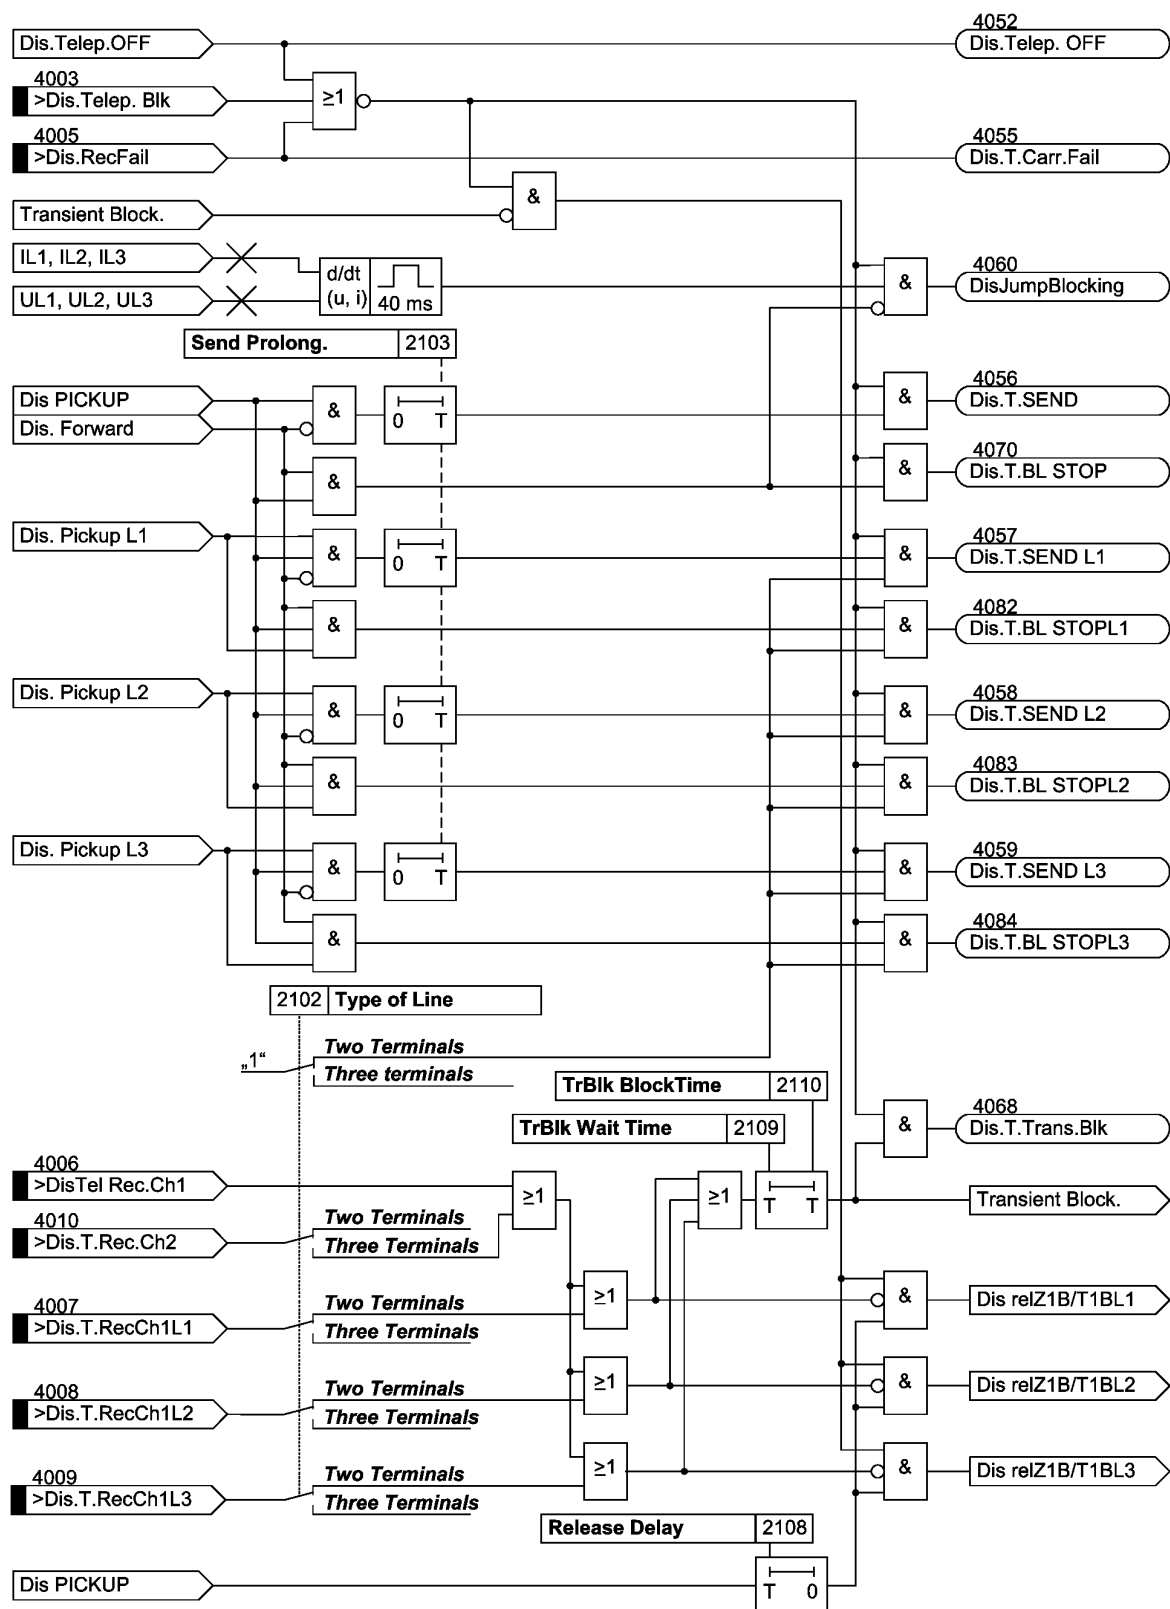 4052
Dis.Telep.OFF
Dis.Telep. OFF
4003
>Dis.Telep. Blk
≥1
4005
4055
>Dis.RecFail
Dis.T.Carr.Fail
&
Transient Block.
IL1, IL2, IL3
d/dt
(u, i)
40 ms
&
4060
DisJumpBlocking
UL1, UL2, UL3
Send Prolong. 2103
Dis PICKUP
Dis. Forward
&
0 T
&
4056
Dis.T.SEND
&
&
4070
Dis.T.BL STOP
Dis. Pickup L1
&
0 T
&
4057
Dis.T.SEND L1
&
&
4082
Dis.T.BL STOPL1
Dis. Pickup L2
&
0 T
&
4058
Dis.T.SEND L2
&
&
4083
Dis.T.BL STOPL2
Dis. Pickup L3
&
0 T
&
4059
Dis.T.SEND L3
&
&
4084
Dis.T.BL STOPL3
2102 Type of Line
„1“
Two Terminals
Three terminals
TrBlk BlockTime 2110
TrBlk Wait Time 2109
&
4068
Dis.T.Trans.Blk
4006
>DisTel Rec.Ch1
≥1
≥1
T T
Transient Block.
4010
>Dis.T.Rec.Ch2
Two Terminals
Three Terminals
4007
>Dis.T.RecCh1L1
Two Terminals
Three Terminals
≥1
&
Dis relZ1B/T1BL1
4008
>Dis.T.RecCh1L2
Two Terminals
Three Terminals
≥1
&
Dis relZ1B/T1BL2
4009
>Dis.T.RecCh1L3
Two Terminals
Three Terminals
≥1
&
Dis relZ1B/T1BL3
Release Delay 2108
Dis PICKUP
T 0